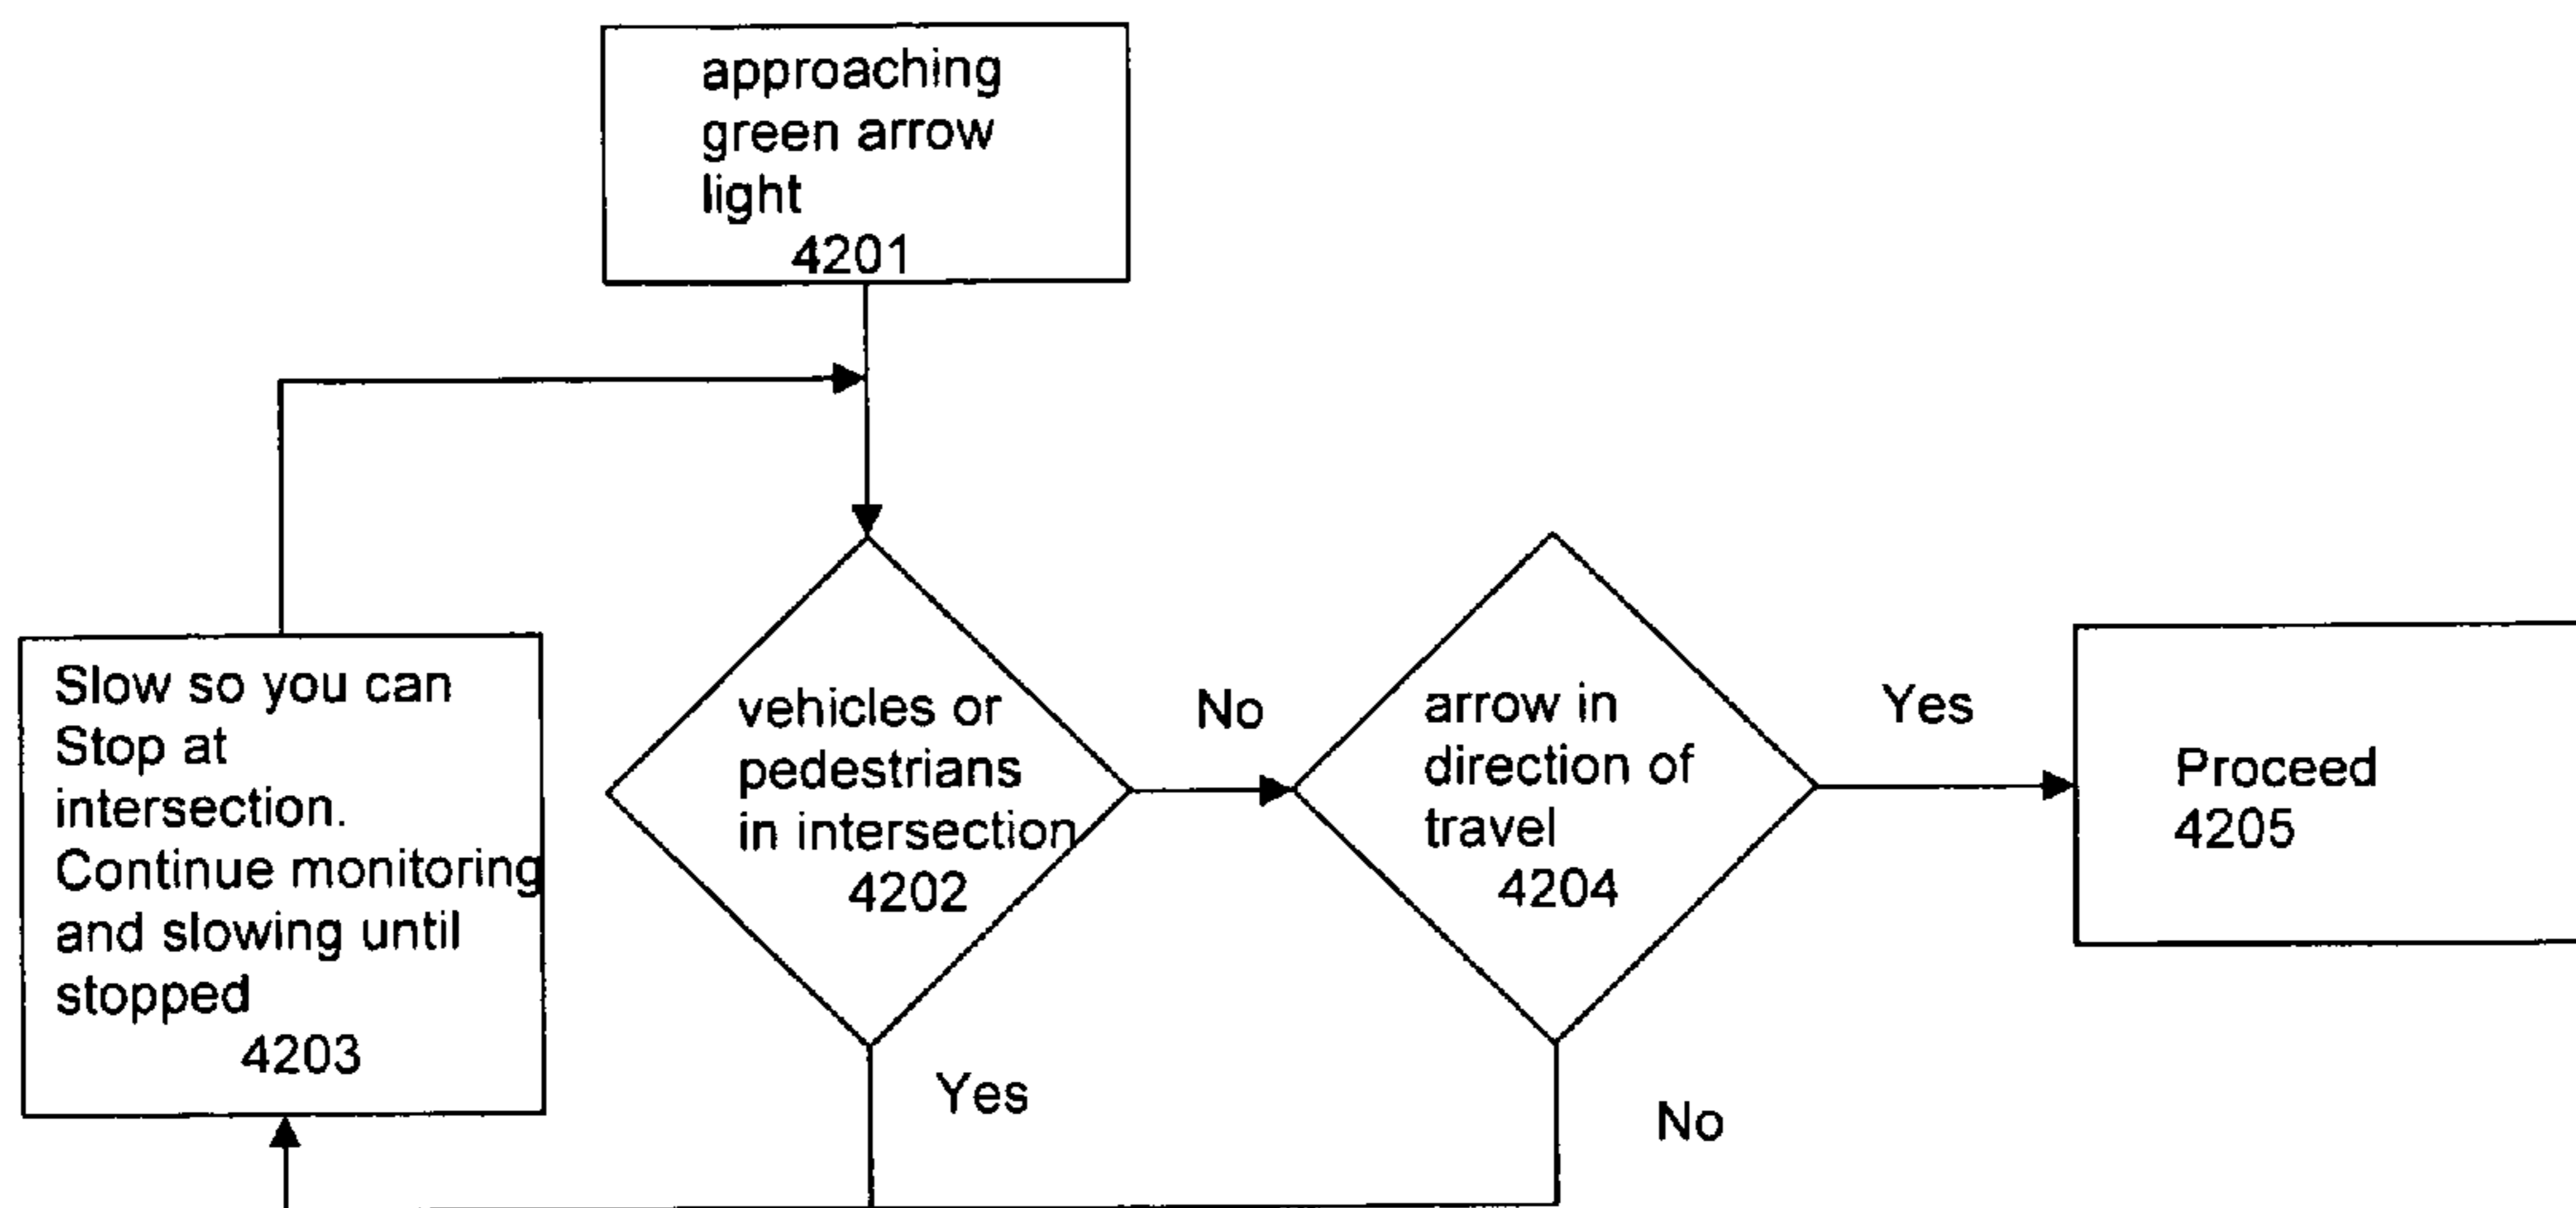 approaching
green arrow
light
4201
Slow so you can
Stop at
intersection.
Continue monitoring
and slowing until
stopped
4203
vehicles or
pedestrians
in intersection
4202
No
Yes
arrow in
direction of
travel
4204
Yes
No
Proceed
4205